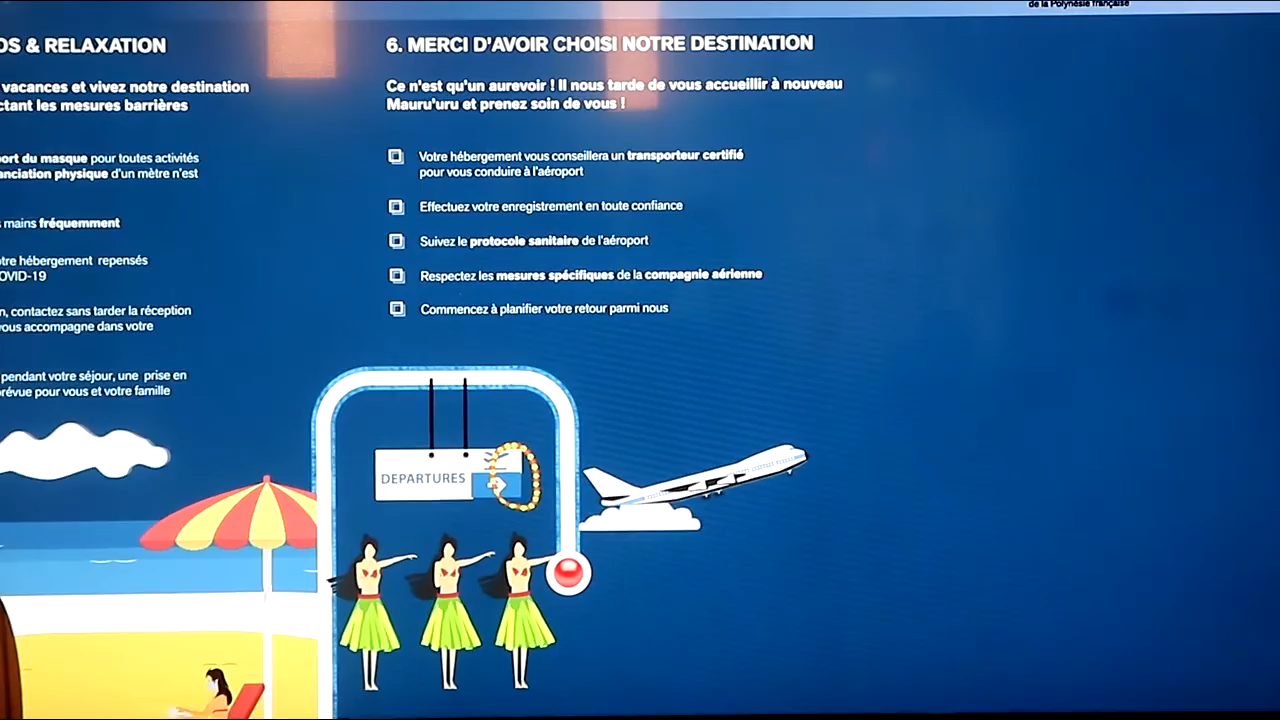 de la Polynésie française
OS & RELAXATION
vacances et vivez notre destination
ctant les mesures barrières
ort du masque pour toutes activités
anciation physique d'un mètre n'est
mains fréquemment
tre hébergement repensés
OVID-19
n, contactez sans tarder la réception
vous accompagne dans votre
pendant votre séjour, une prise en
prévue pour vous et votre famille
6. MERCI D'AVOIR CHOISI NOTRE DESTINATION
Ce n'est qu'un aurevoir ! Il nous tarde de vous accueillir à nouveau
Mauru'uru et prenez soin de vous !
Votre hébergement vous conseillera un transporteur certifié
pour vous conduire à l'aéroport
Effectuez votre enregistrement en toute confiance
Suivez le protocole sanitaire de l'aéroport
Respectez les mesures spécifiques de la compagnie aérienne
Commencez à planifier votre retour parmi nous
DEPARTURES